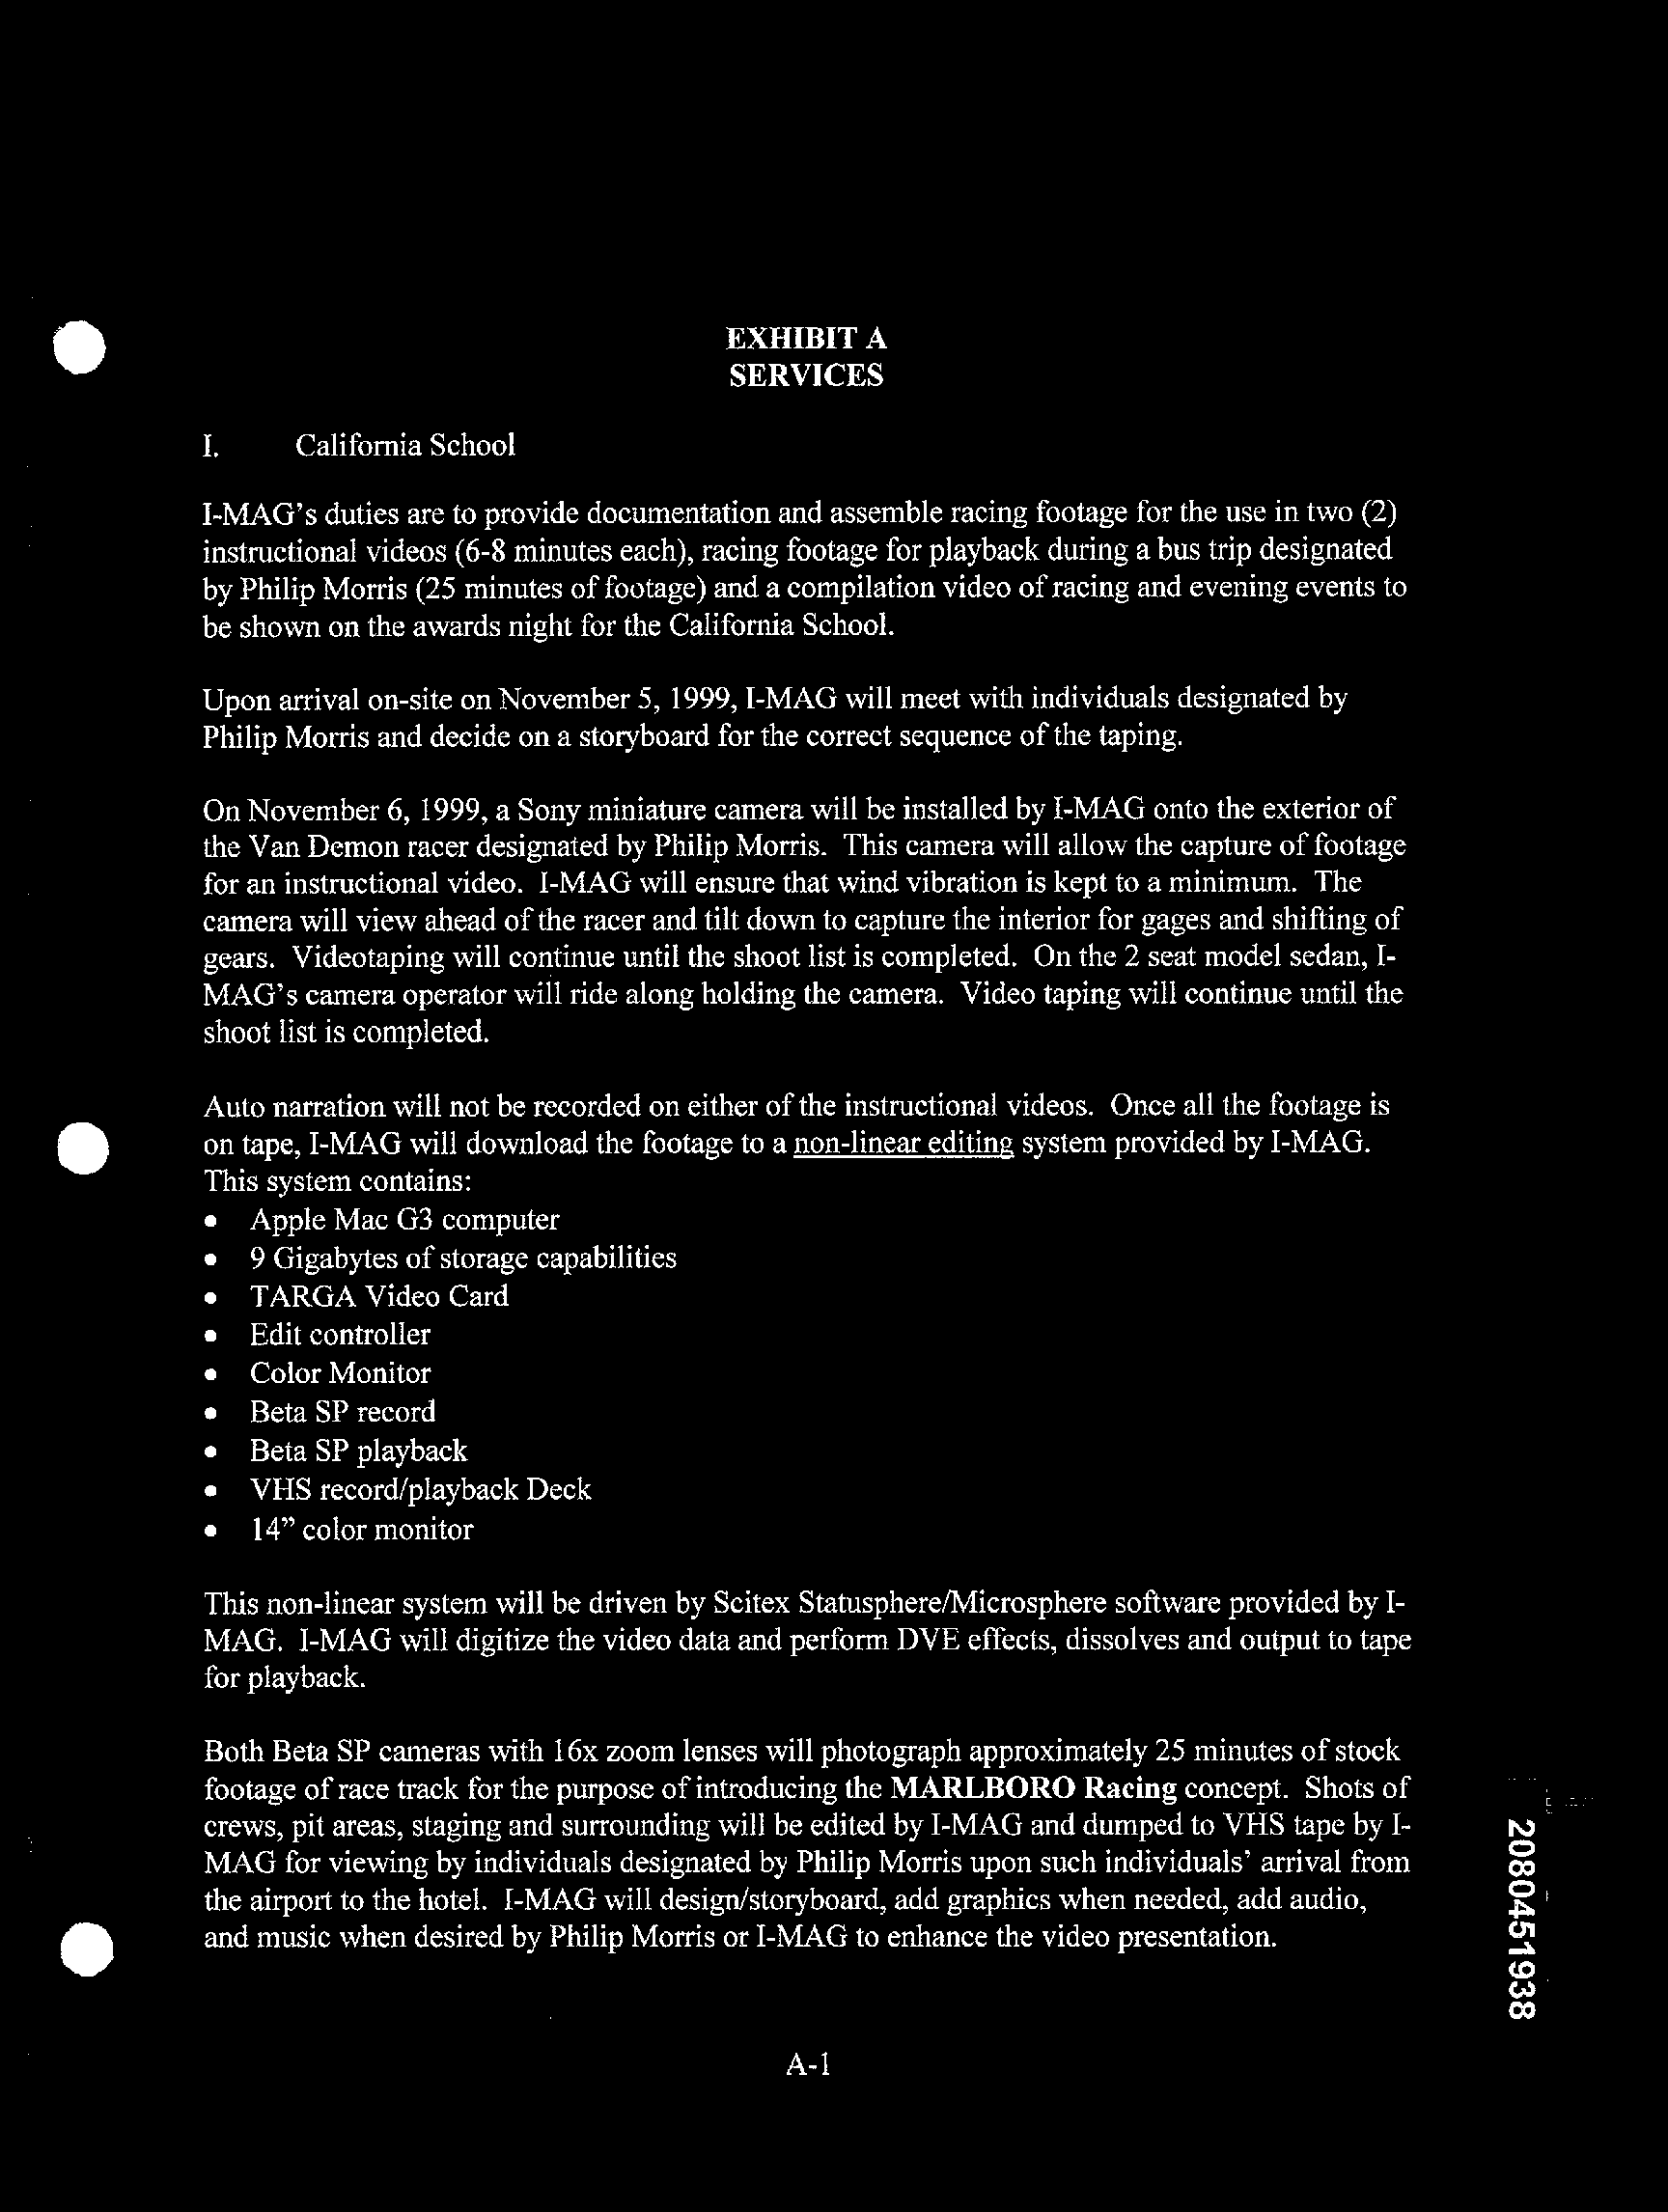 EXHIBIT A
SERVICES
I. California School
I-MAG's duties are to provide documentation and assemble racing footage for the use in two (2)
instructional videos (6-8 minutes each), racing footage for playback during a bus trip designated
by Philip Morris (25 minutes of footage) and a compilation video of racing and evening events to
be shown on the awards night for the California School.
Upon arrival on-site on November 5, 1999, I-MAG will meet with individuals designated by
Philip Morris and decide on a storyboard for the correct sequence of the taping.
On November 6, 1999, a Sony miniature camera will be installed by I-MAG onto the exterior of
the Van Demon racer designated by Philip Morris. This camera will allow the capture of footage
for an instructional video. I-MAG will ensure that wind vibration is kept to a minimum. The
camera will view ahead of the racer and tilt down to capture the interior for gages and shifting of
gears. Videotaping will continue until the shoot list is completed. On the 2 seat model sedan, I-
MAG's camera operator will ride along holding the camera. Video taping will continue until the
shoot list is completed.
Auto narration will not be recorded on either of the instructional videos. Once all the footage is
on tape, I-MAG will download the footage to a non-linear editing system provided by I-MAG.
This system contains:
• Apple Mac G3 computer
• 9 Gigabytes of storage capabilities
• TARGA Video Card
• Edit controller
• Color Monitor
• Beta SP record
• Beta SP playback
• VHS record/playback Deck
• 14” color monitor
This non-linear system will be driven by Scitex Statusphere/Microsphere software provided by I-
MAG. I-MAG will digitize the video data and perform DVE effects, dissolves and output to tape
for playback.
Both Beta SP cameras with 16x zoom lenses will photograph approximately 25 minutes of stock
footage of race track for the purpose of introducing the MARLBORO Racing concept. Shots of
crews, pit areas, staging and surrounding will be edited by I-MAG and dumped to VHS tape by I-
MAG for viewing by individuals designated by Philip Morris upon such individuals' arrival from
the airport to the hotel. I-MAG will design/storyboard, add graphics when needed, add audio,
and music when desired by Philip Morris or I-MAG to enhance the video presentation.
2080451938
A-1